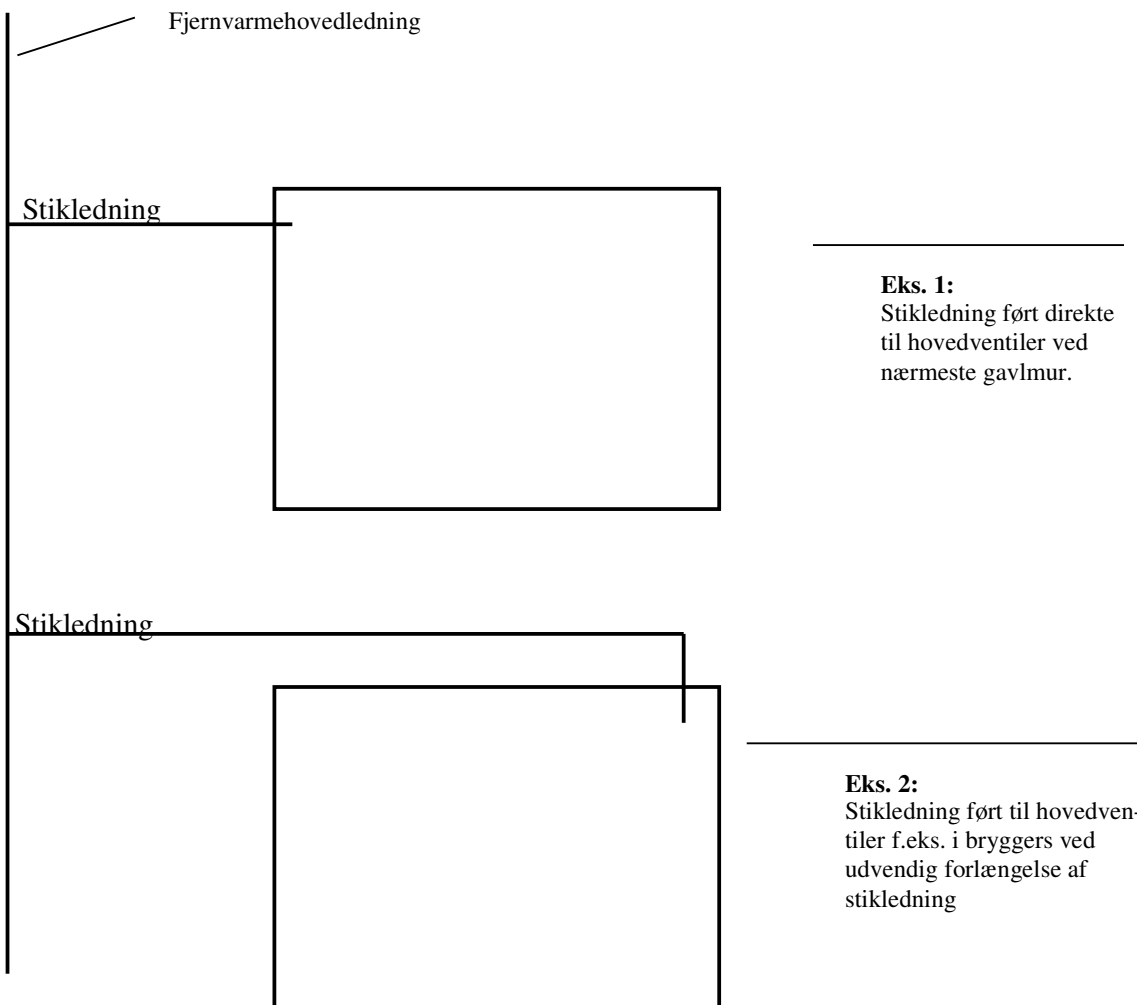 Fjernvarmehovedledning
Stikledning
Eks. 1:
Stikledning ført direkte
til hovedventiler ved
nærmeste gavlmur.
Stikledning
Eks. 2:
Stikledning ført til hovedven-
tiler f.eks. i bryggers ved
udvendig forlængelse af
stikledning